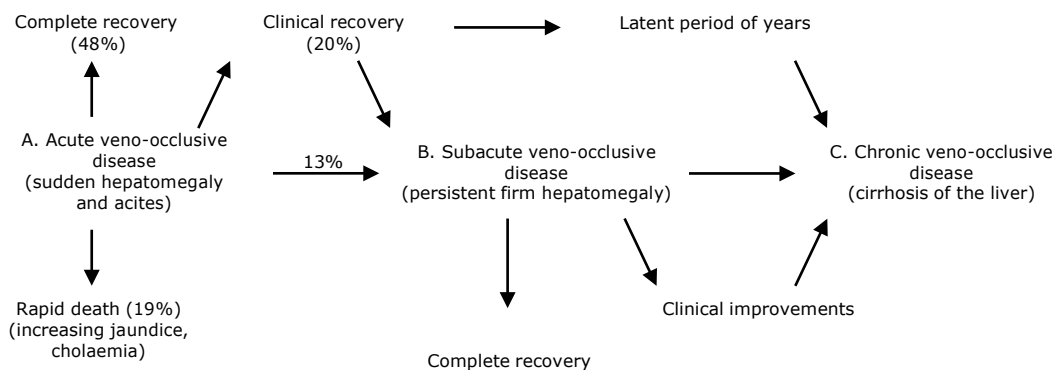 Complete recovery
(48%)
Clinical recovery
(20%)
Latent period of years
A. Acute veno-occlusive
disease
(sudden hepatomegaly
and acites)
13%
B. Subacute veno-occlusive
disease
(persistent firm hepatomegaly)
C. Chronic veno-occlusive
disease
(cirrhosis of the liver)
Rapid death (19%)
(increasing jaundice,
cholaemia)
Clinical improvements
Complete recovery